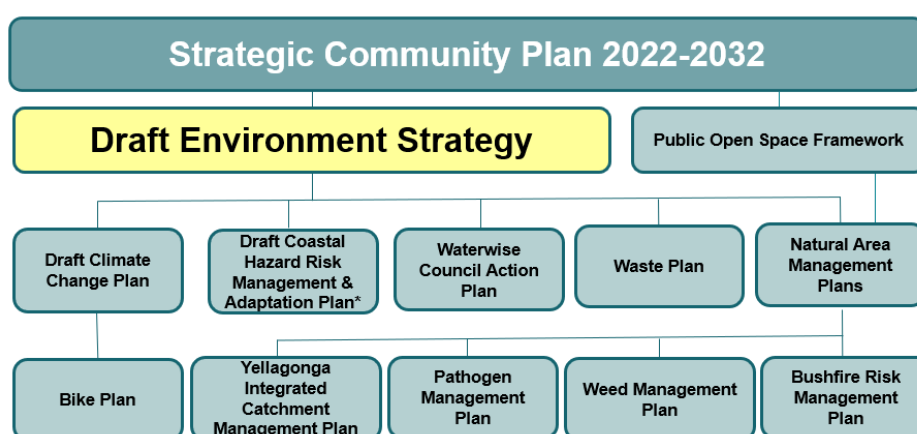 Strategic Community Plan 2022-2032
Draft Environment Strategy
Public Open Space Framework
Draft Climate
Change Plan
Draft Coastal
Hazard Risk
Management &
Adaptation Plan*
Waterwise
Council Action
Plan
Waste Plan
Natural Area
Management
Plans
Bike Plan
Yellagonga
Integrated
Catchment
Management Plan
Pathogen
Management
Plan
Weed Management
Plan
Bushfire Risk
Management
Plan